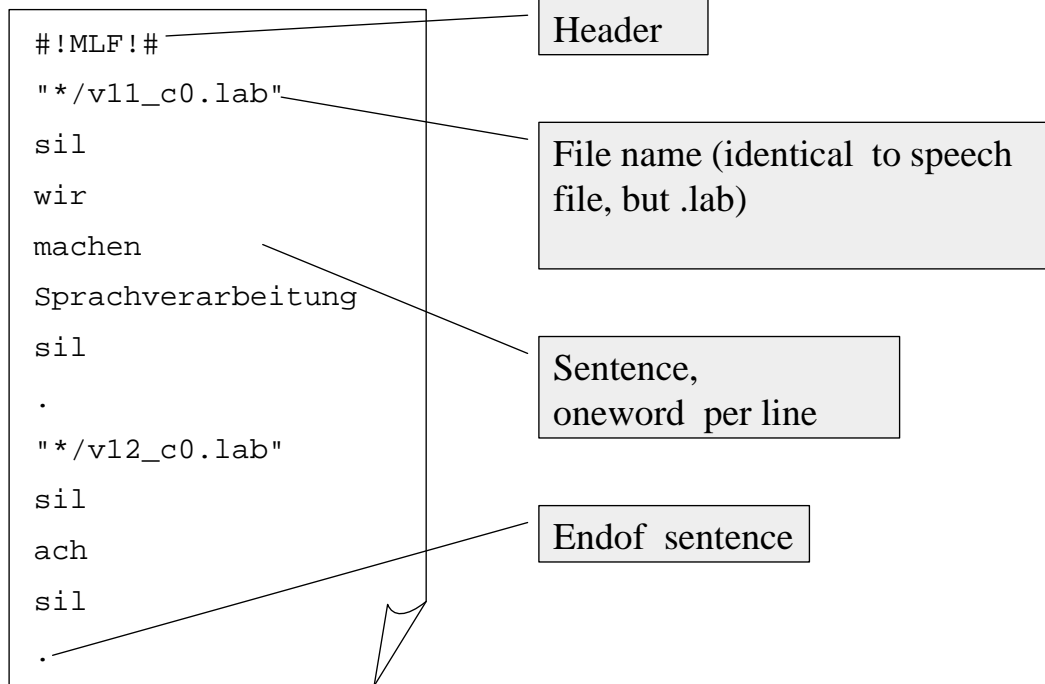 #!MLF!#
"*/v11_c0.lab"
sil
wir
machen
Sprachverarbeitung
sil
.
"*/v12_c0.lab"
sil
ach
sil
.
Header
File name (identical to speech
file, but .lab)
Sentence,
oneword per line
Endof sentence